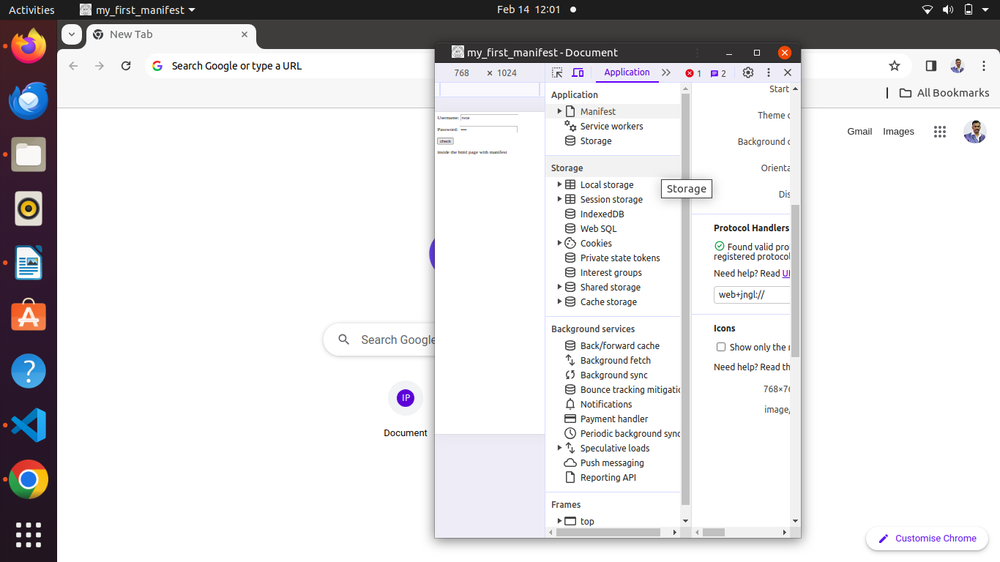 Activities
my_first_manifest
Feb 14 12:01
New Tab
Search Google or type a URL
All Bookmarks
Gmail
Images
Search Google
IP
Document
Customise Chrome
my_first_manifest - Document
768 × 1024
Application
1
2
Username: rvce
Password: ••••
check
inside the html page with manifest
Application
Manifest
Service workers
Storage
Storage
Local storage
Session storage
IndexedDB
Web SQL
Cookies
Private state tokens
Interest groups
Shared storage
Cache storage
Background services
Back/forward cache
Background fetch
Background sync
Bounce tracking mitigatio
Notifications
Payment handler
Periodic background sync
Speculative loads
Push messaging
Reporting API
Frames
top
Storage
Start
Theme c
Background c
Orienta
Dis
Protocol Handlers
Found valid pro
registered protocol
Need help? Read UI
web+jngl://
Icons
Show only the
Need help? Read th
768×76
image/